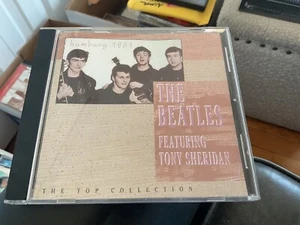 hamburg 1961
THE
BEATLES
FEATURING
TONY SHERIDAN
THE TOP COLLECTION